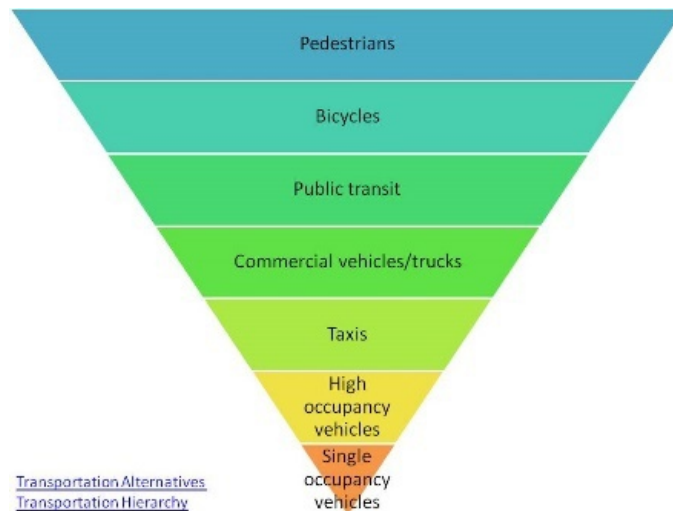 Pedestrians
Bicycles
Public transit
Commercial vehicles/trucks
Taxis
High
occupancy
vehicles
Single
occupancy
vehicles
Transportation Alternatives
Transportation Hierarchy